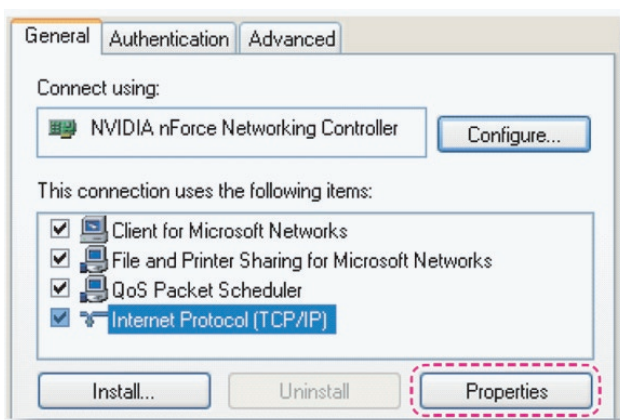 General Authentication Advanced
Connect using:
NVIDIA nForce Networking Controller Configure...
This connection uses the following items:
Client for Microsoft Networks
File and Printer Sharing for Microsoft Networks
QoS Packet Scheduler
Internet Protocol (TCP/IP)
Install... Uninstall Properties